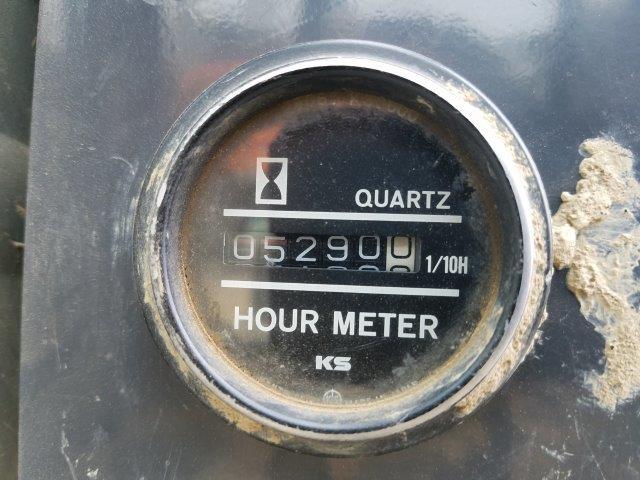 QUARTZ
052900 1/10H
HOUR METER
KS